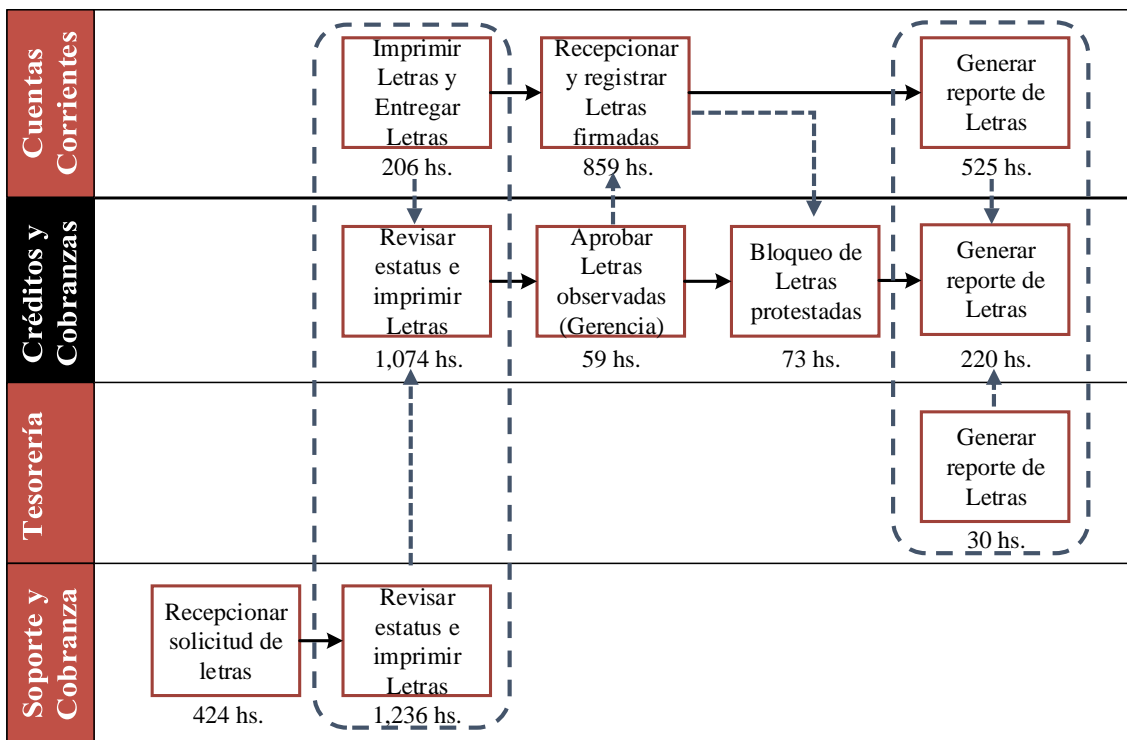 Cuentas
Corrientes
Imprimir
Letras y
Entregar
Letras
206 hs.
Recepcionar
y registrar
Letras
firmadas
859 hs.
Generar
reporte de
Letras
525 hs.
Créditos y
Cobranzas
Revisar
estatus e
imprimir
Letras
1,074 hs.
Aprobar
Letras
observadas
(Gerencia)
59 hs.
Bloqueo de
Letras
protestadas
73 hs.
Generar
reporte de
Letras
220 hs.
Tesorería
Generar
reporte de
Letras
30 hs.
Soporte y
Cobranza
Recepcionar
solicitud de
letras
424 hs.
Revisar
estatus e
imprimir
Letras
1,236 hs.